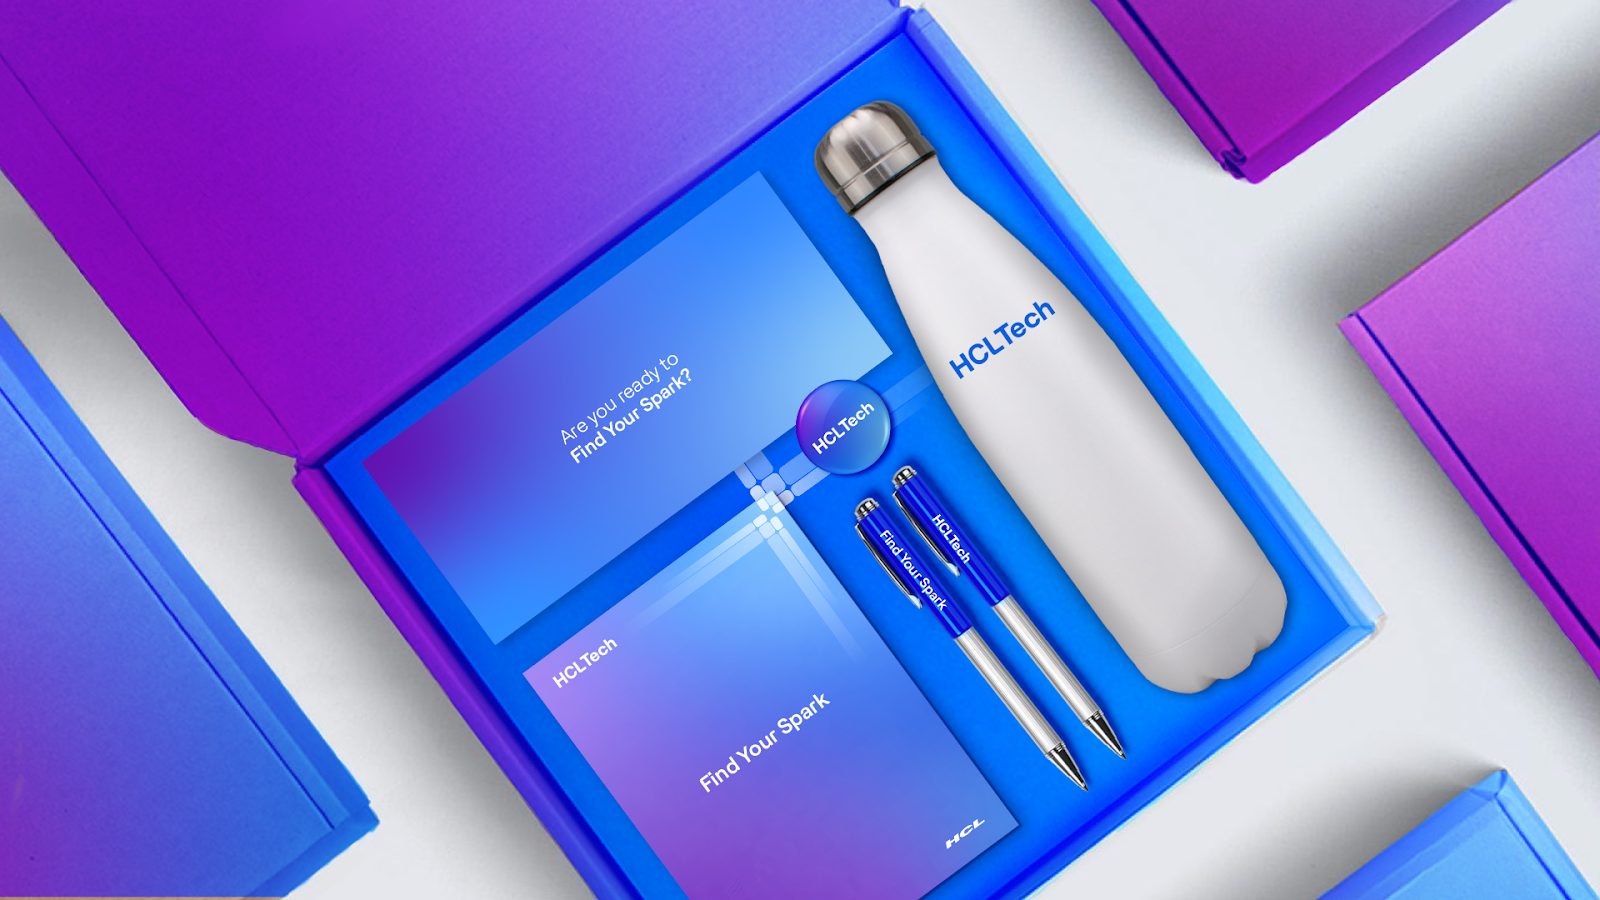 Are you ready to
Find Your Spark?
HCLTech
HCLTech
HCLTech
Find Your Spark
HCLTech
Find Your Spark
HCL